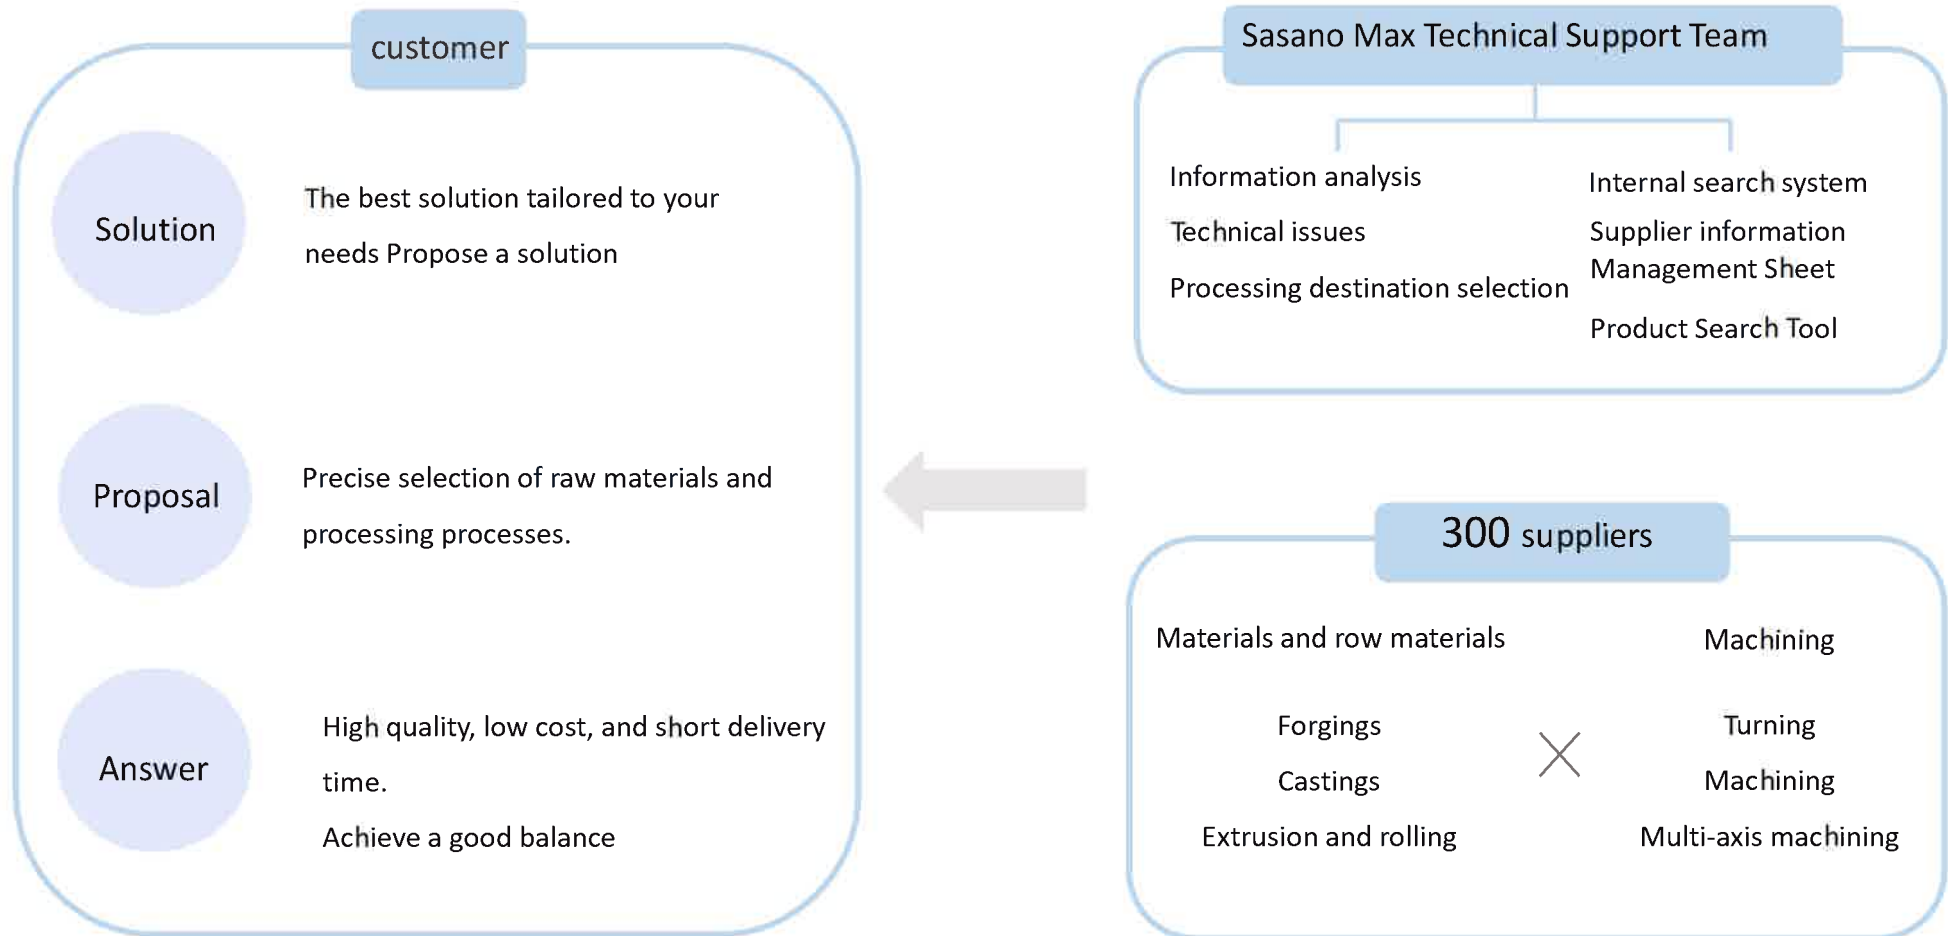 customer
Solution
The best solution tailored to your
needs Propose a solution
Proposal
Precise selection of raw materials and
processing processes.
Answer
High quality, low cost, and short delivery
time.
Achieve a good balance
Sasano Max Technical Support Team
Information analysis
Technical issues
Processing destination selection
Internal search system
Supplier information
Management Sheet
Product Search Tool
300 suppliers
Materials and row materials
Forgings
Castings
Extrusion and rolling
Machining
Turning
Machining
Multi-axis machining